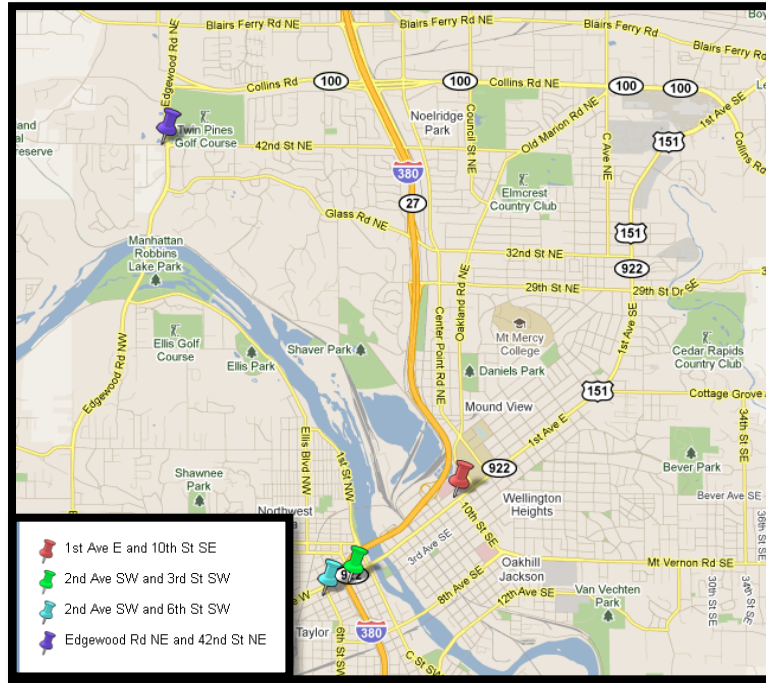 Blairs Ferry Rd NE
Blairs Ferry Rd
Blairs Ferry Rd NE
Edgewood Rd NE
Collins Rd
100
100
Collins Rd NE
100
100
1st Ave SE
Noelridge
Park
Council St NE
Old Marion Rd NE
C Ave NE
151
Collins Rd
Twin Pines
Golf Course
42nd St NE
380
27
Elmcrest
Country Club
Glass Rd NE
151
32nd St NE
922
29th St NE
29th St Dr SE
Manhattan
Robbins
Lake Park
Oakland Rd NE
Center Point Rd NE
Mt Mercy
College
1st Ave SE
Cedar Rapids
Country Club
Ellis Golf
Course
Ellis Park
Shaver Park
Daniels Park
Edgewood Rd NW
Mound View
151
Cottage Grove A
1st Ave E
34th St SE
Ellis Blvd NW
1st St NW
Shawnee
Park
922
Bever Park
Bever Ave SE
36th St SE
Northwest
Wellington
Heights
10th St SE
3rd Ave SE
Oakhill
Jackson
Mt Vernon Rd SE
8th Ave SE
12th Ave SE
Van Vechten
Park
30th St SE
34th St SE
922
Taylor
6th St SW
380
C St SW
1st Ave E and 10th St SE
2nd Ave SW and 3rd St SW
2nd Ave SW and 6th St SW
Edgewood Rd NE and 42nd St NE